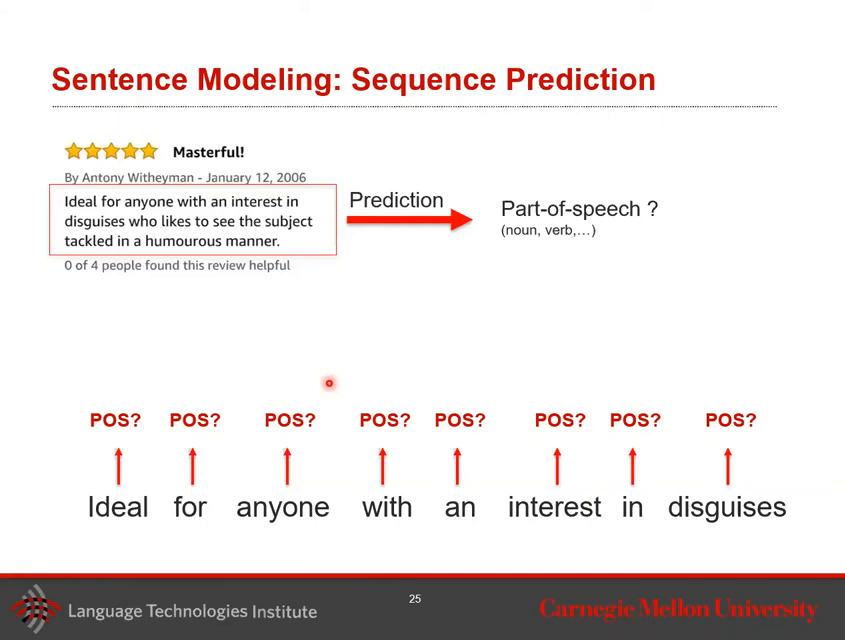 Sentence Modeling: Sequence Prediction
Masterful!
By Antony Witheyman - January 12, 2006
Ideal for anyone with an interest in
disguises who likes to see the subject
tackled in a humourous manner.
0 of 4 people found this review helpful
Prediction
Part-of-speech ?
(noun, verb,...)
POS? POS? POS? POS? POS? POS? POS? POS?
Ideal for anyone with an interest in disguises
Language Technologies Institute
25
Carnegie Mellon University